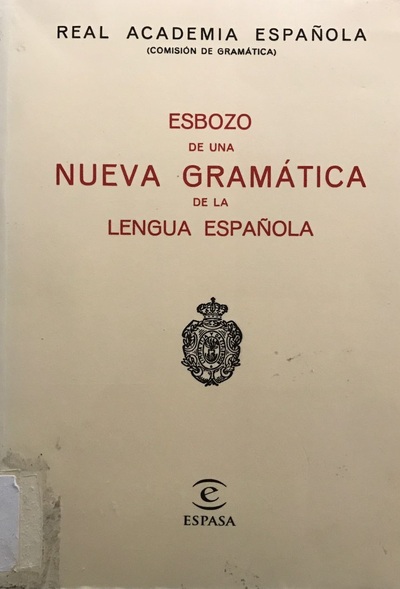 REAL ACADEMIA ESPAÑOLA
(COMISIÓN DE GRAMÁTICA)
ESBOZO
DE UNA
NUEVA GRAMÁTICA
DE LA
LENGUA ESPAÑOLA
ESPASA